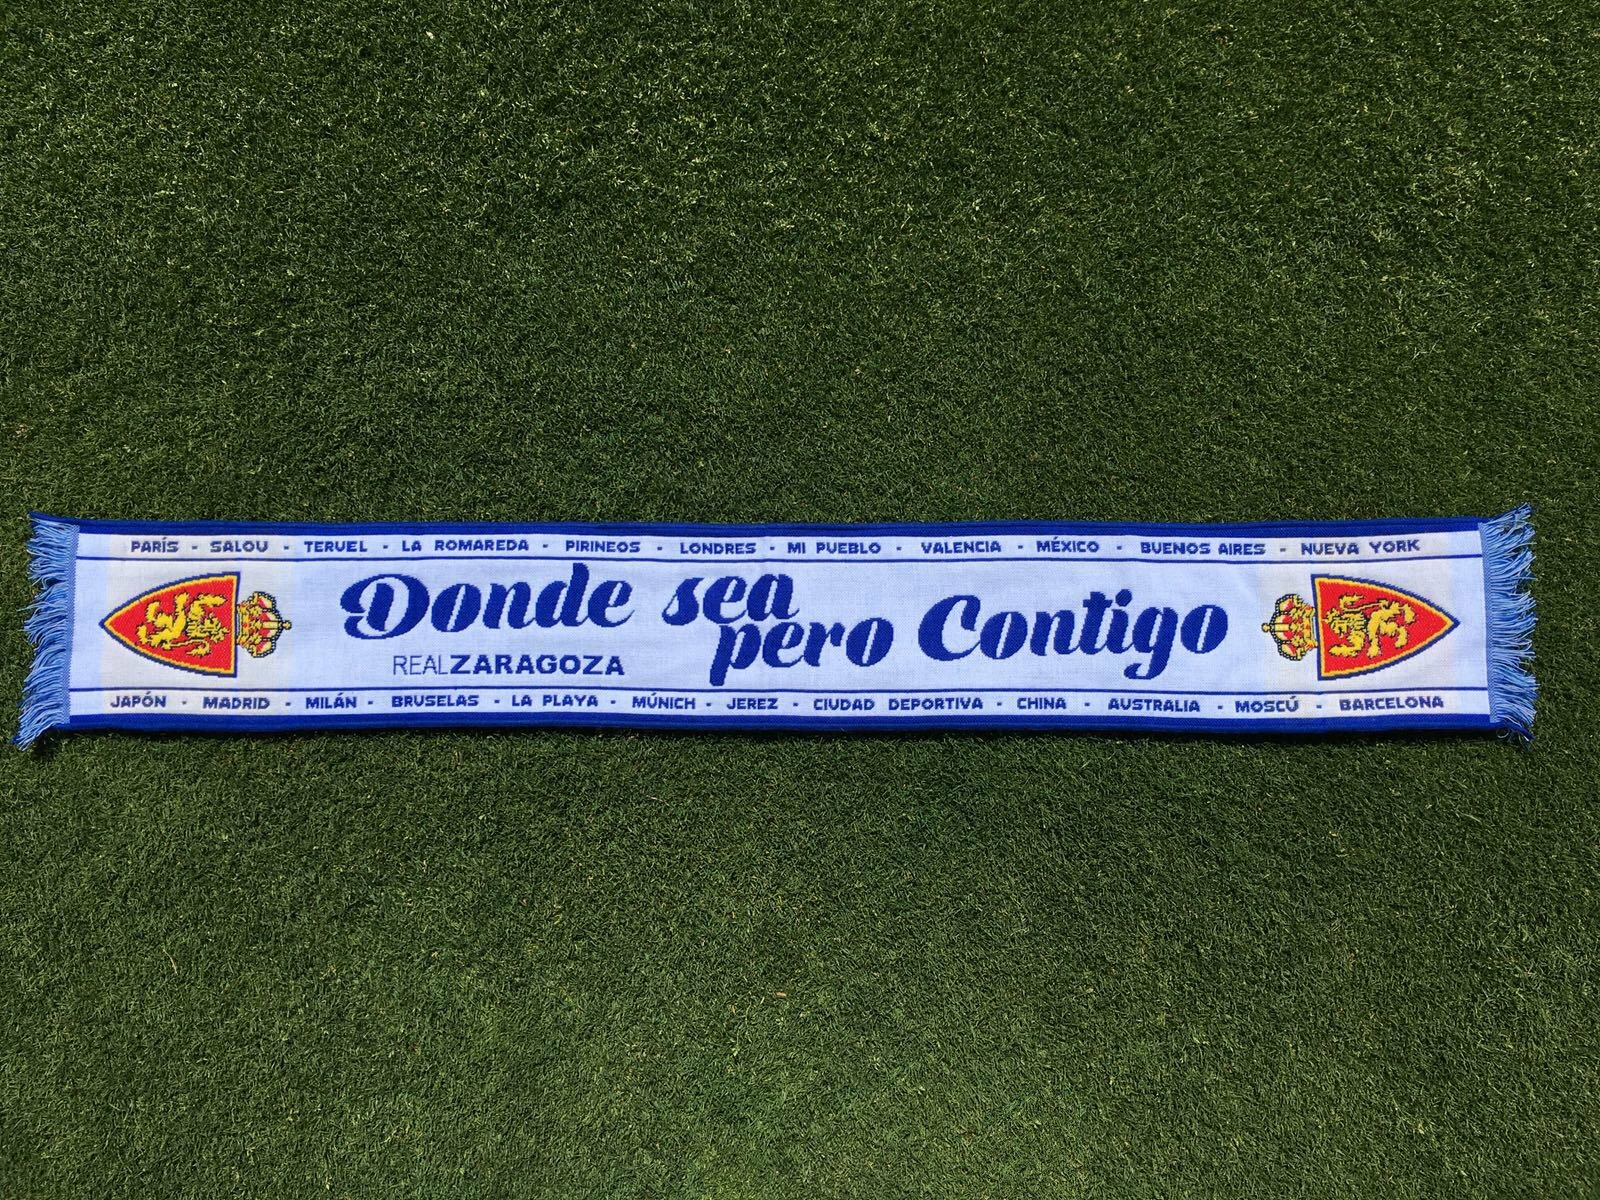 PARÍS - SALOU - TERUEL - LA ROMAREDA - PIRINEOS - LONDRES - MI PUEBLO - VALENCIA - MÉXICO - BUENOS AIRES - NUEVA YORK
Donde sea
pero Contigo
REALZARAGOZA
JAPÓN - MADRID - MILÁN - BRUSELAS - LA PLAYA - MÚNICH - JEREZ - CIUDAD DEPORTIVA - CHINA - AUSTRALIA - MOSCÚ - BARCELONA